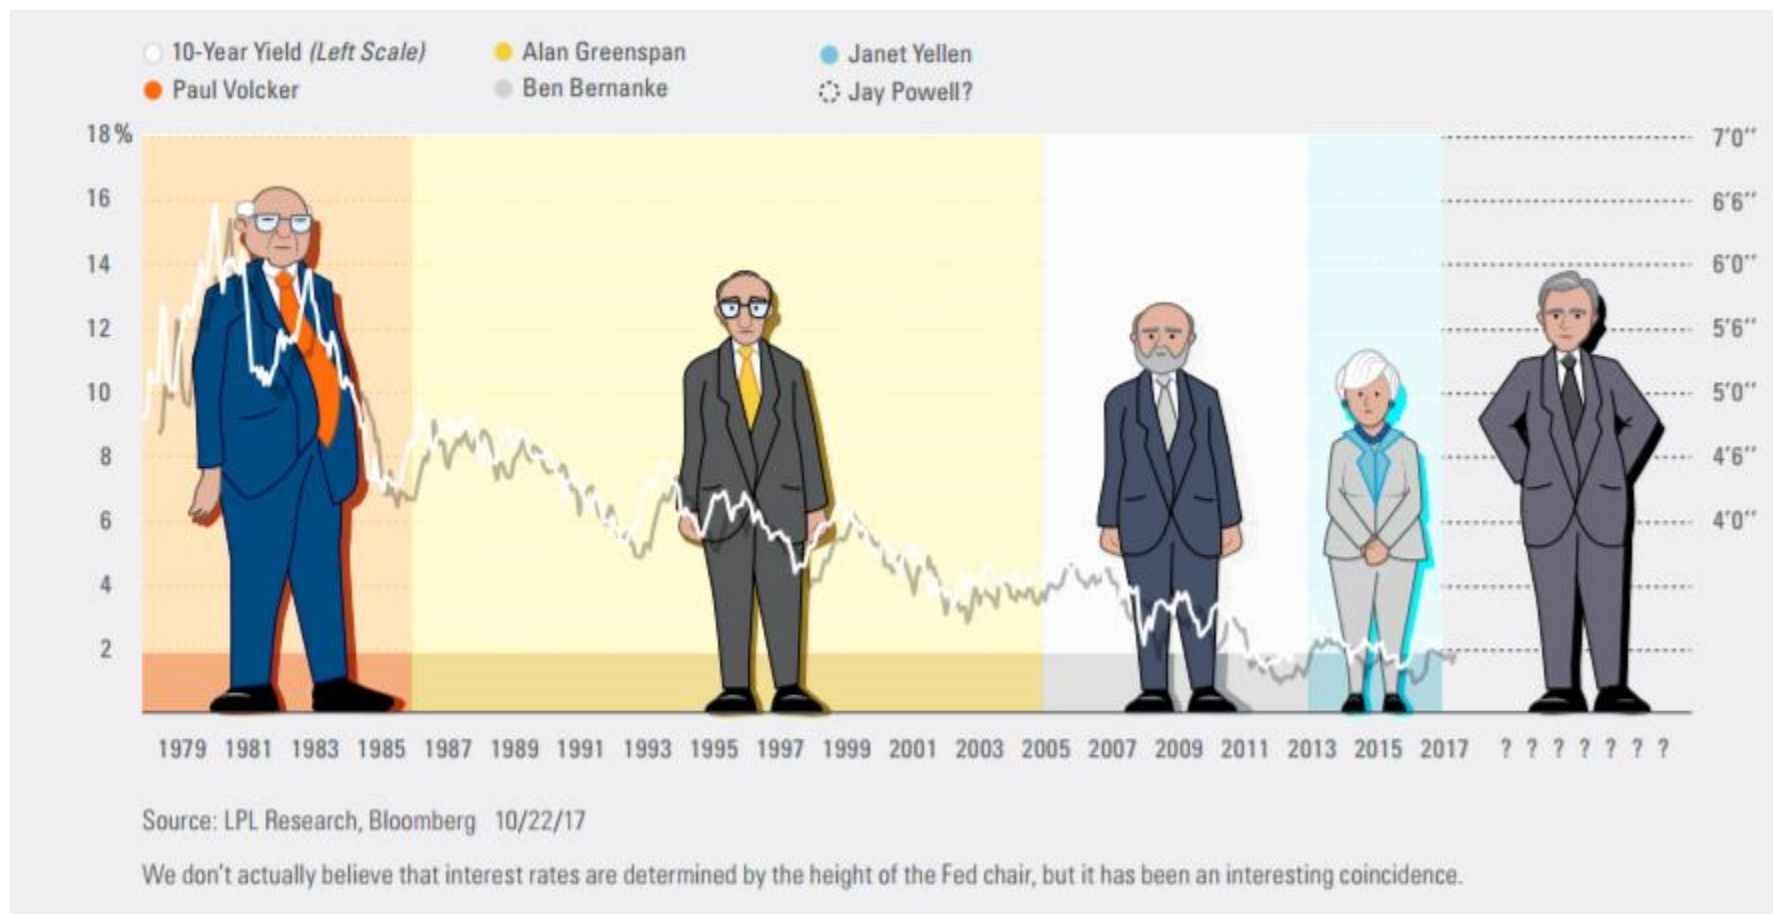 10-Year Yield (Left Scale)
Alan Greenspan
Janet Yellen
Paul Volcker
Ben Bernanke
Jay Powell?
18%
7'0"
16
6'6"
14
6'0"
12
5'6"
10
5'0"
8
4'6"
6
4'0"
4
2
1979 1981 1983 1985 1987 1989 1991 1993 1995 1997 1999 2001 2003 2005 2007 2009 2011 2013 2015 2017 ? ? ? ? ? ? ?
Source: LPL Research, Bloomberg 10/22/17
We don't actually believe that interest rates are determined by the height of the Fed chair, but it has been an interesting coincidence.